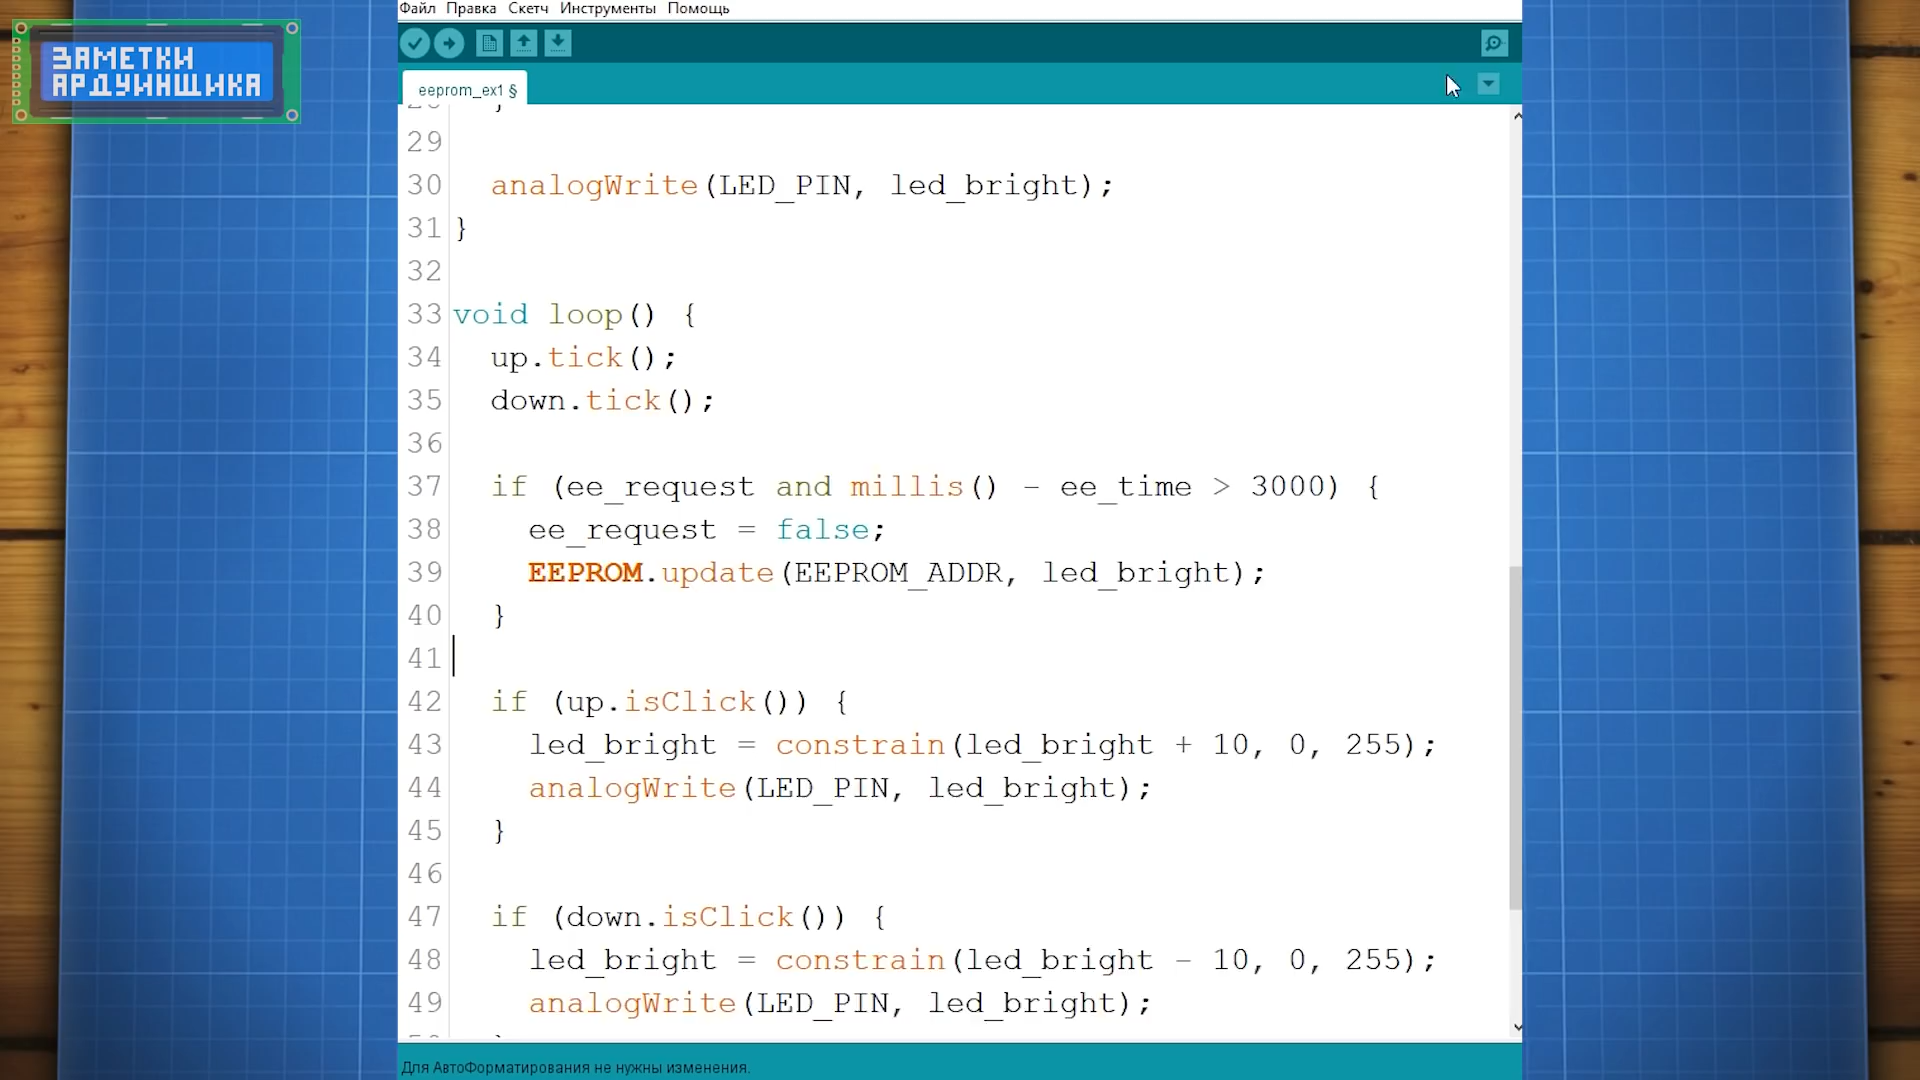 Файл Правка Скетч Инструменты Помощь
ЗАМЕТКИ
АРДУИНЩИКА
eeprom_ex1 §
29
30 analogWrite(LED_PIN, led_bright);
31 }
32
33 void loop() {
34 up.tick();
35 down.tick();
36
37 if (ee_request and millis() - ee_time > 3000) {
38 ee_request = false;
39 EEPROM.update(EEPROM_ADDR, led_bright);
40 }
41
42 if (up.isClick()) {
43 led_bright = constrain(led_bright + 10, 0, 255);
44 analogWrite(LED_PIN, led_bright);
45 }
46
47 if (down.isClick()) {
48 led_bright = constrain(led_bright - 10, 0, 255);
49 analogWrite(LED_PIN, led_bright);
Для АвтоФорматирования не нужны изменения.